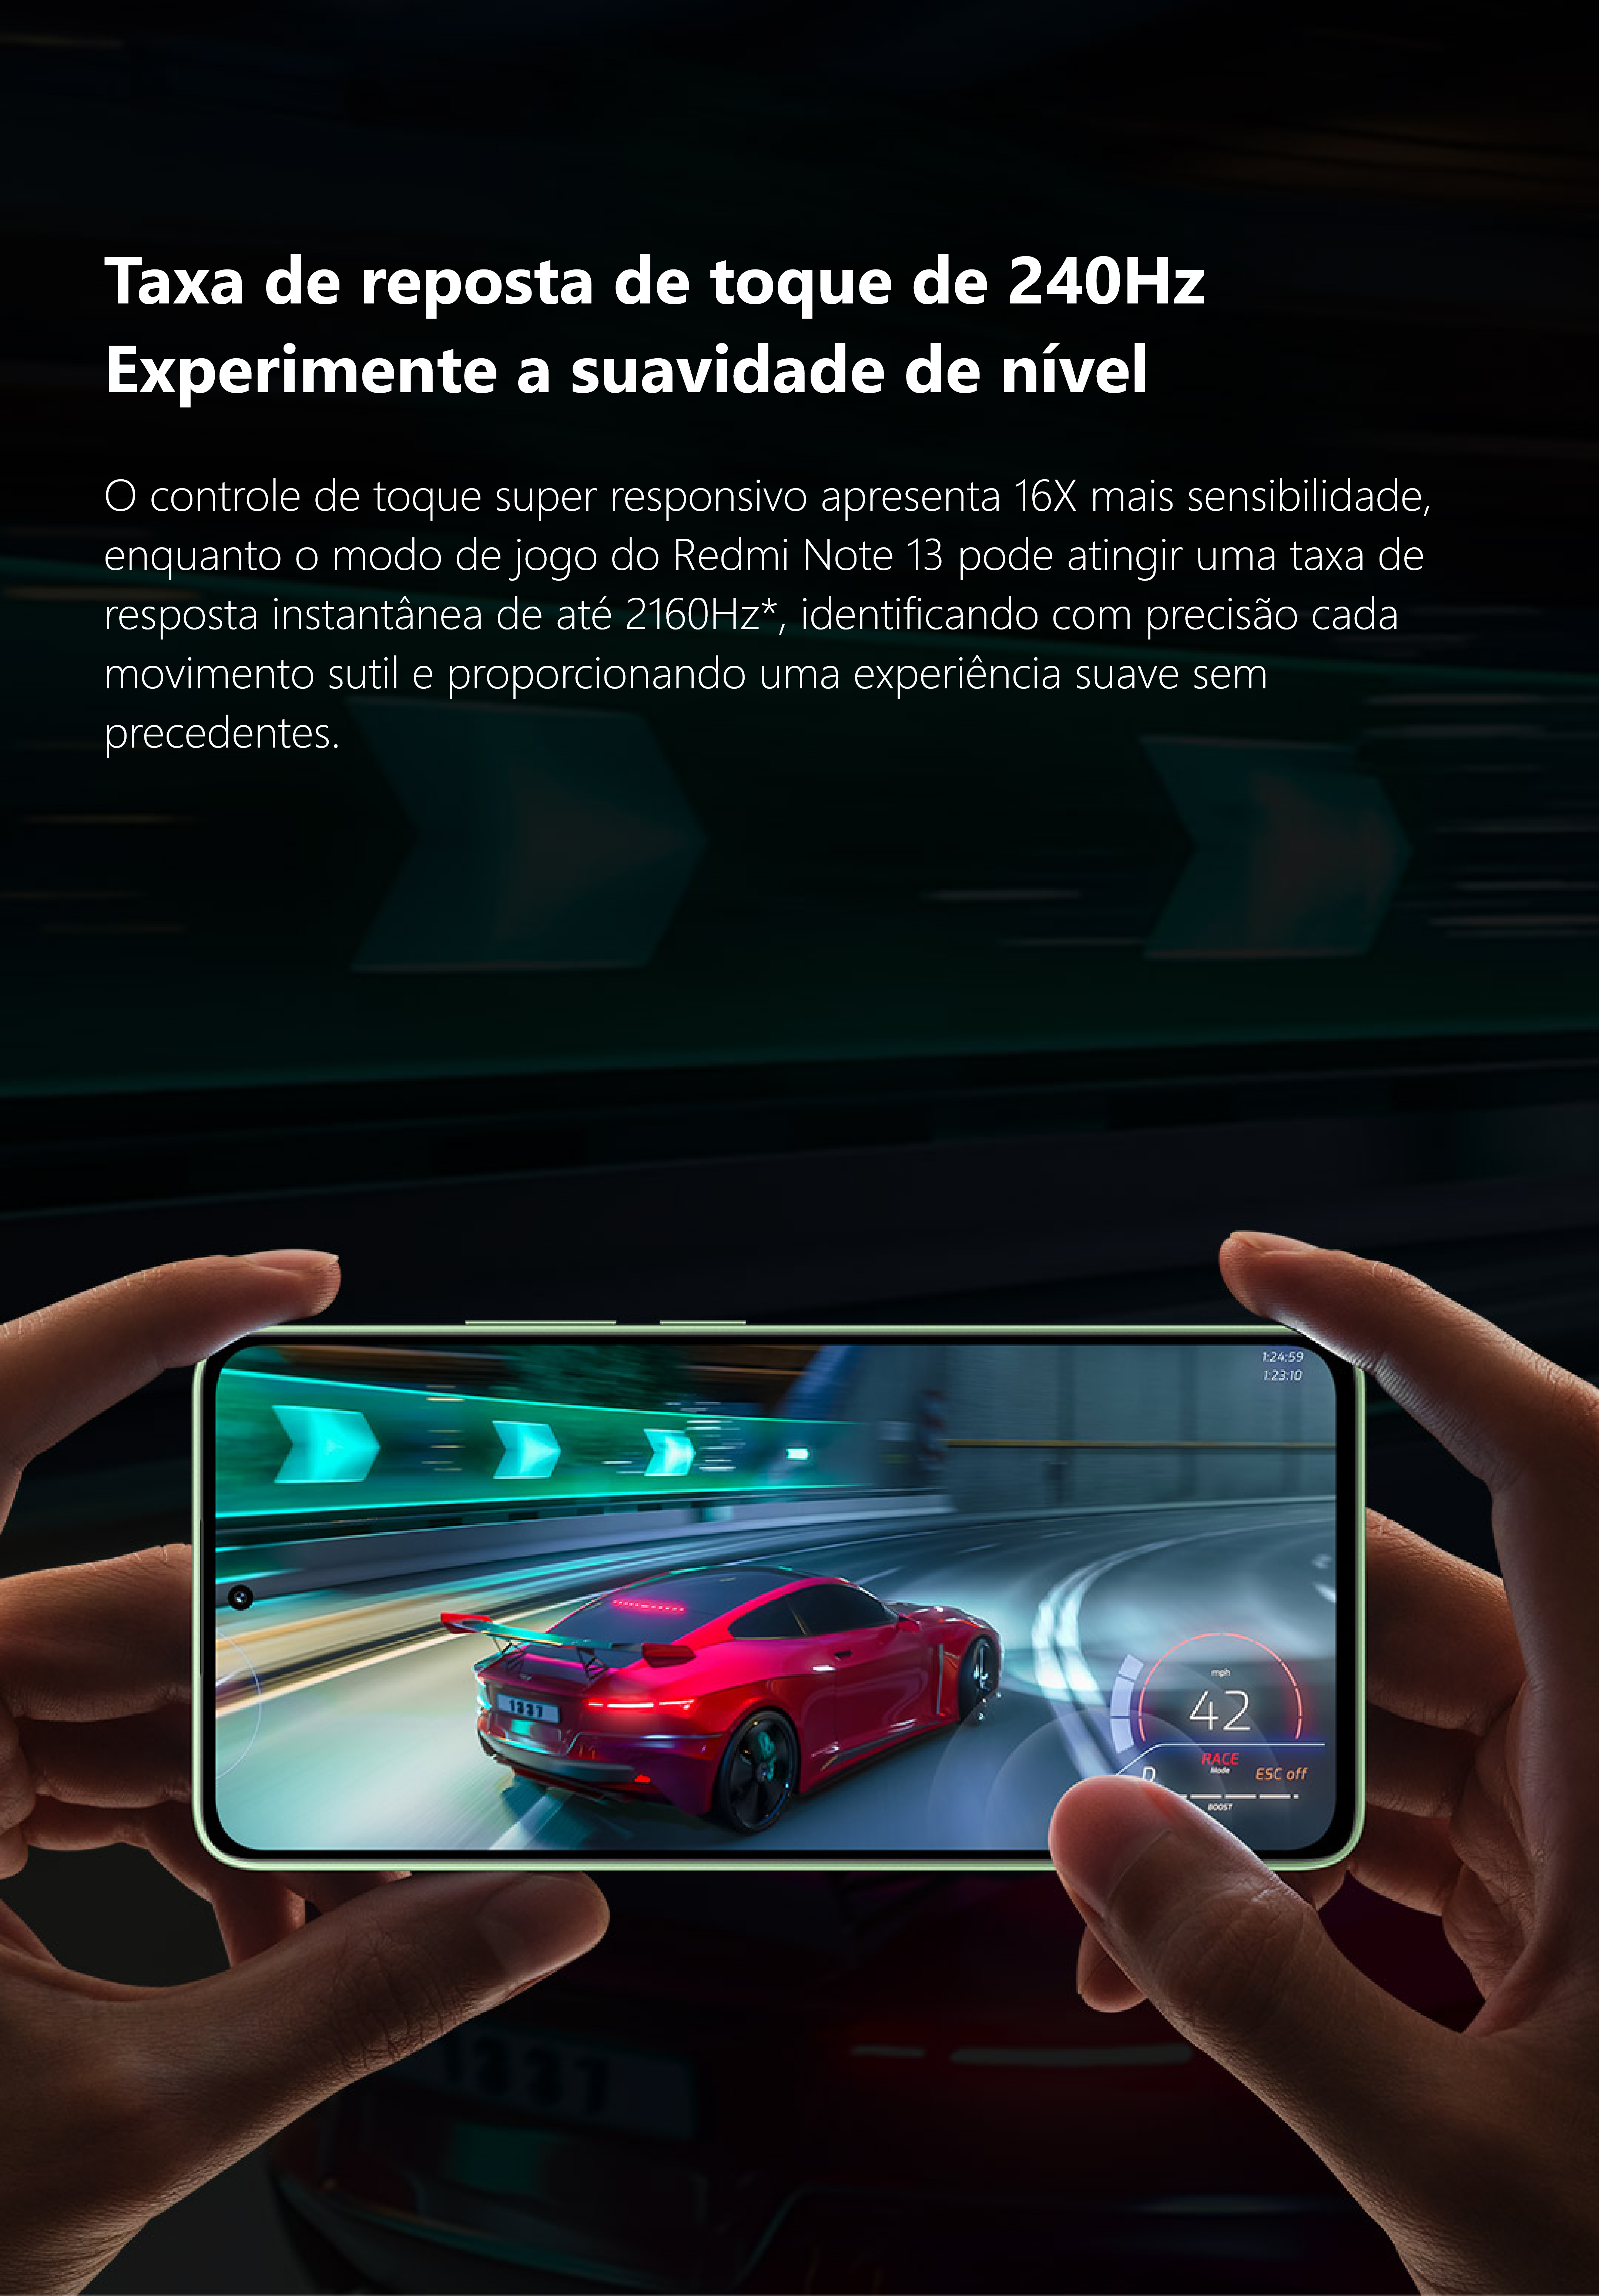 Taxa de reposta de toque de 240Hz
Experimente a suavidade de nível
O controle de toque super responsivo apresenta 16X mais sensibilidade,
enquanto o modo de jogo do Redmi Note 13 pode atingir uma taxa de
resposta instantânea de até 2160Hz*, identificando com precisão cada
movimento sutil e proporcionando uma experiência suave sem
precedentes.
1:24:59
1:23:10
1337
mph
42
RACE
Mode
D
ESC off
BOOST
1337